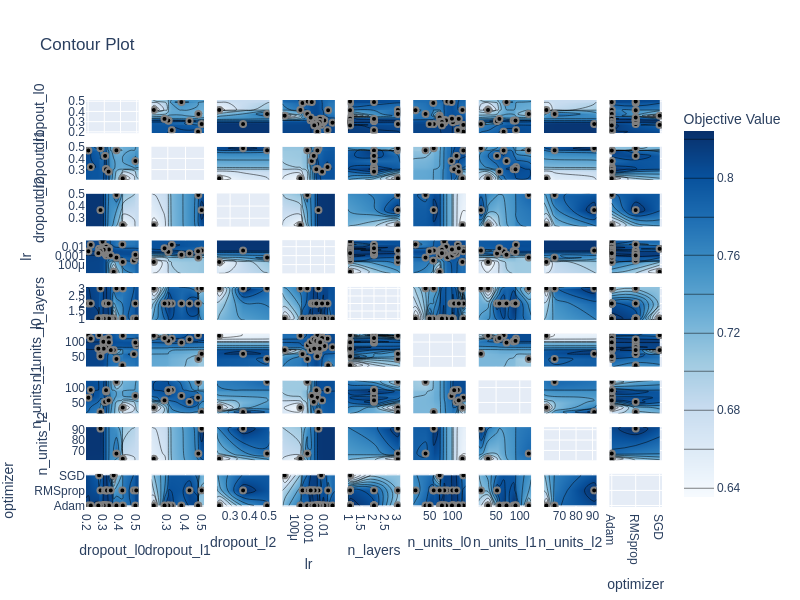 Contour Plot
Objective Value
0.8
0.76
0.72
0.68
0.64
dropout_l0
0.5
0.4
0.3
0.2
dropout_l1
0.5
0.4
0.3
dropout_l2
0.5
0.4
0.3
lr
0.01
0.001
100μ
n_layers
3
2.5
2
1.5
1
n_units_l0
100
50
n_units_l1
100
50
n_units_l2
90
80
70
optimizer
SGD
RMSprop
Adam
0.2 0.3 0.4 0.5
0.3 0.4 0.5
0.3 0.4 0.5
100μ 0.001 0.01
1 1.5 2 2.5 3
50 100
50 100
70 80 90
Adam RMSprop SGD
dropout_l0 dropout_l1 dropout_l2 lr n_layers n_units_l0 n_units_l1 n_units_l2 optimizer